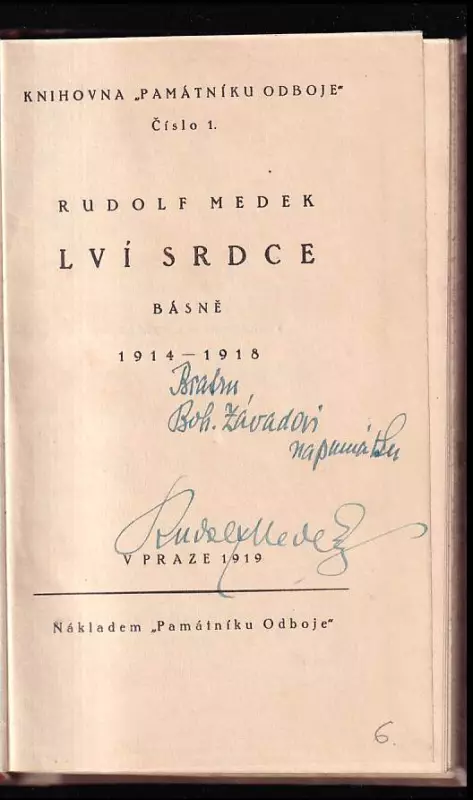 KNIHOVNA „PAMÁTNÍKU ODBOJE"
Číslo 1.
RUDOLF MEDEK
LVÍ SRDCE
BÁSNĚ
1914—1918
Bratru
Boh. Závadovi
na památku
Rudolf Medek
V PRAZE 1919
Nákladem „Památníku Odboje"
6.